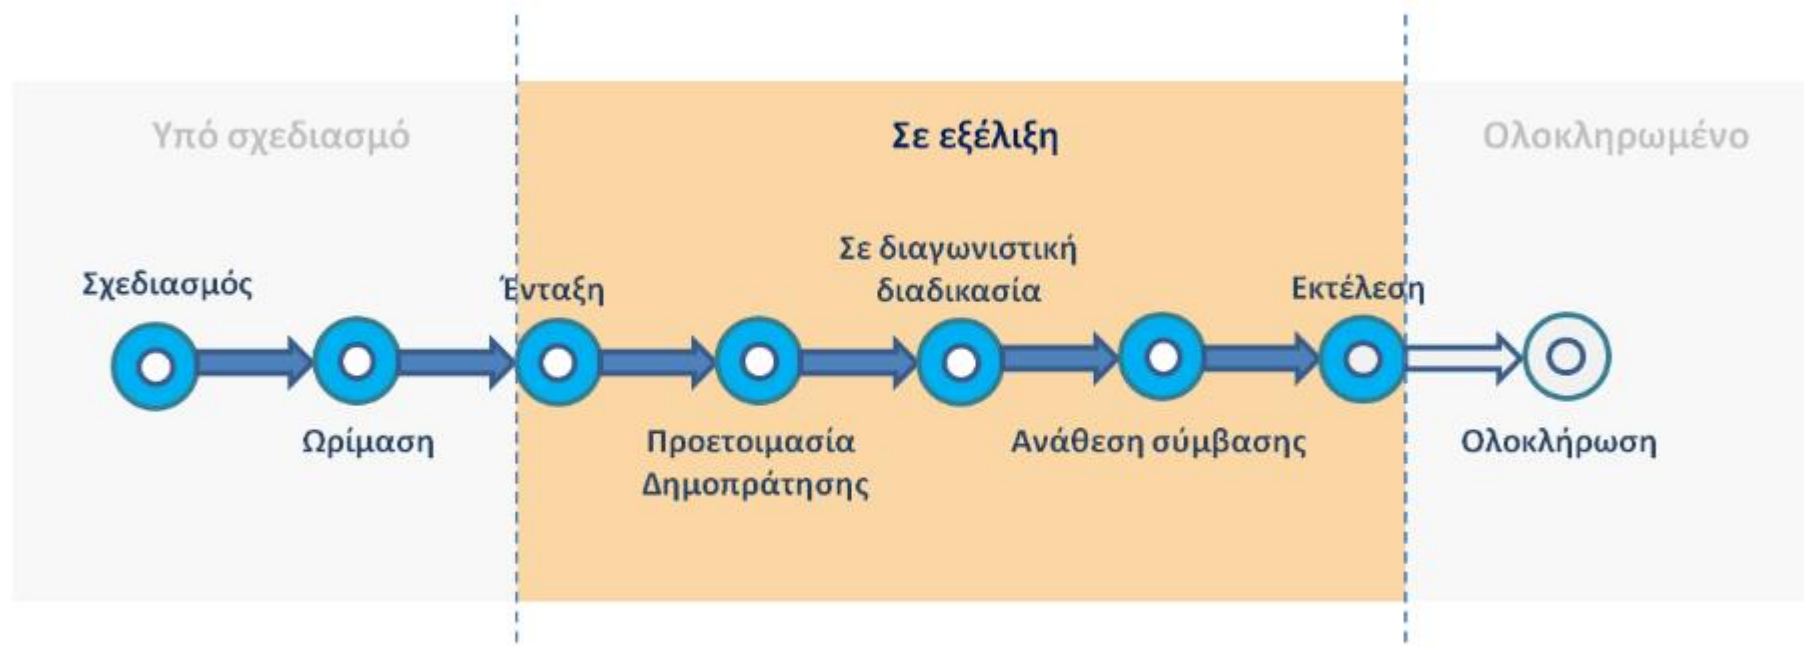 Υπό σχεδιασμό
Σε εξέλιξη
Ολοκληρωμένο
Σχεδιασμός
Ωρίμαση
Ένταξη
Προετοιμασία
Δημοπράτησης
Σε διαγωνιστική
διαδικασία
Ανάθεση σύμβασης
Εκτέλεση
Ολοκλήρωση